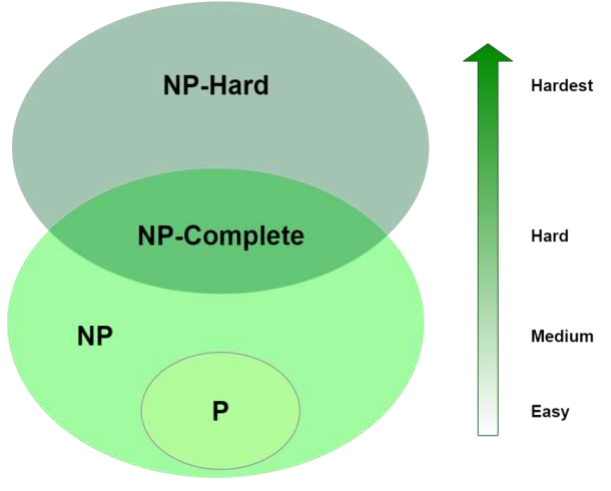 NP-Hard
Hardest
NP-Complete
Hard
NP
Medium
P
Easy